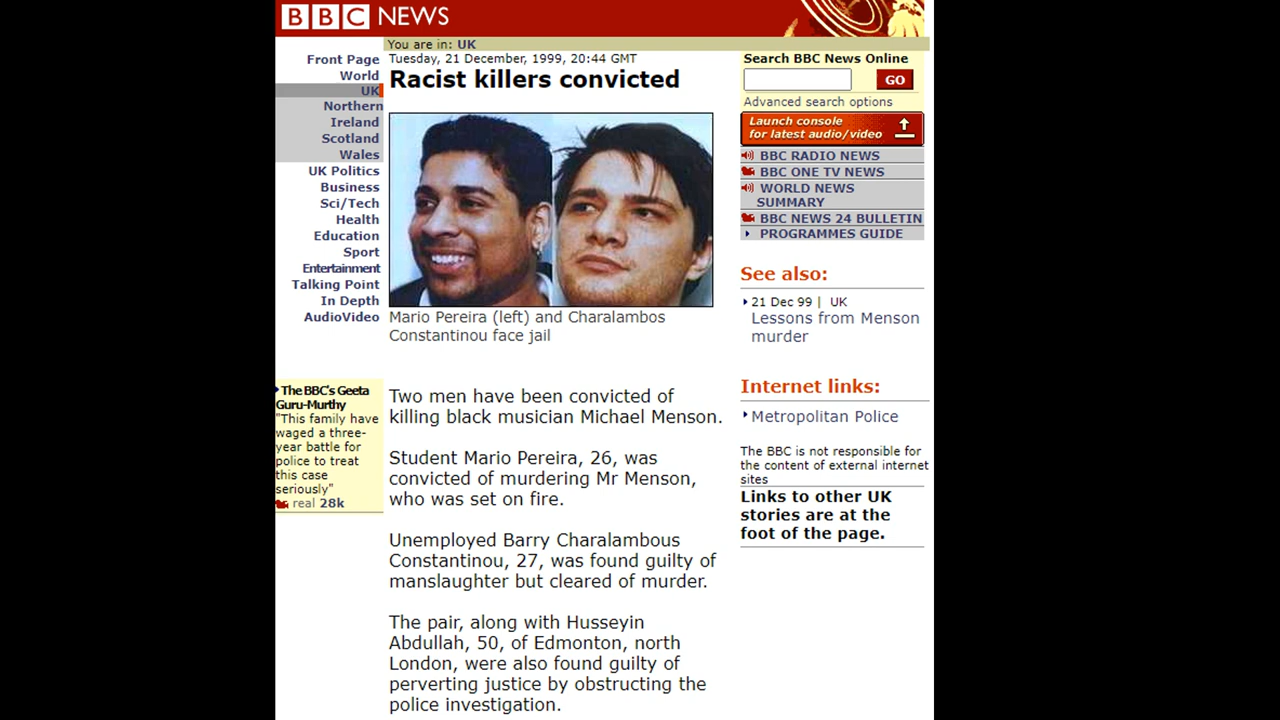 BBC NEWS
You are in: UK
Front Page
World
UK
Northern
Ireland
Scotland
Wales
UK Politics
Business
Sci/Tech
Health
Education
Sport
Entertainment
Talking Point
In Depth
AudioVideo
The BBC's Geeta
Guru-Murthy
"This family have
waged a three-
year battle for
police to treat
this case
seriously"
real 28k
Tuesday, 21 December, 1999, 20:44 GMT
Racist killers convicted
Mario Pereira (left) and Charalambos
Constantinou face jail
Two men have been convicted of
killing black musician Michael Menson.
Student Mario Pereira, 26, was
convicted of murdering Mr Menson,
who was set on fire.
Unemployed Barry Charalambous
Constantinou, 27, was found guilty of
manslaughter but cleared of murder.
The pair, along with Husseyin
Abdullah, 50, of Edmonton, north
London, were also found guilty of
perverting justice by obstructing the
police investigation.
Search BBC News Online
GO
Advanced search options
Launch console
for latest audio/video
BBC RADIO NEWS
BBC ONE TV NEWS
WORLD NEWS
SUMMARY
BBC NEWS 24 BULLETIN
PROGRAMMES GUIDE
See also:
21 Dec 99 | UK
Lessons from Menson
murder
Internet links:
Metropolitan Police
The BBC is not responsible for
the content of external internet
sites
Links to other UK
stories are at the
foot of the page.